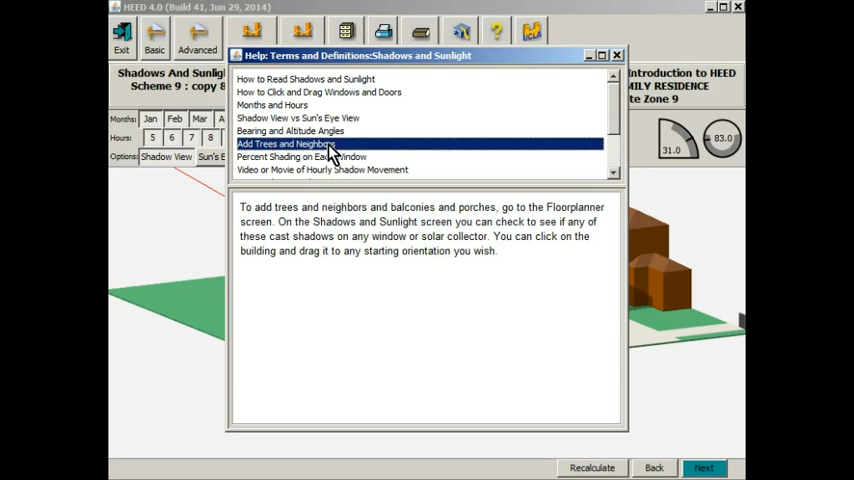 HEED 4.0 (Build 41, Jun 29, 2014)
Exit
Basic
Advanced
UCLA
Help: Terms and Definitions:Shadows and Sunlight
Shadows And Sunlig
Scheme 9 : copy 8
Introduction to HEED
MILY RESIDENCE
te Zone 9
Months: Jan Feb Mar A
Hours: 5 6 7 8
Options: Shadow View Sun's E
31.0
83.0
How to Read Shadows and Sunlight
How to Click and Drag Windows and Doors
Months and Hours
Shadow View vs Sun's Eye View
Bearing and Altitude Angles
Add Trees and Neighbors
Percent Shading on Each Window
Video or Movie of Hourly Shadow Movement
To add trees and neighbors and balconies and porches, go to the Floorplanner
screen. On the Shadows and Sunlight screen you can check to see if any of
these cast shadows on any window or solar collector. You can click on the
building and drag it to any starting orientation you wish.
Recalculate
Back
Next